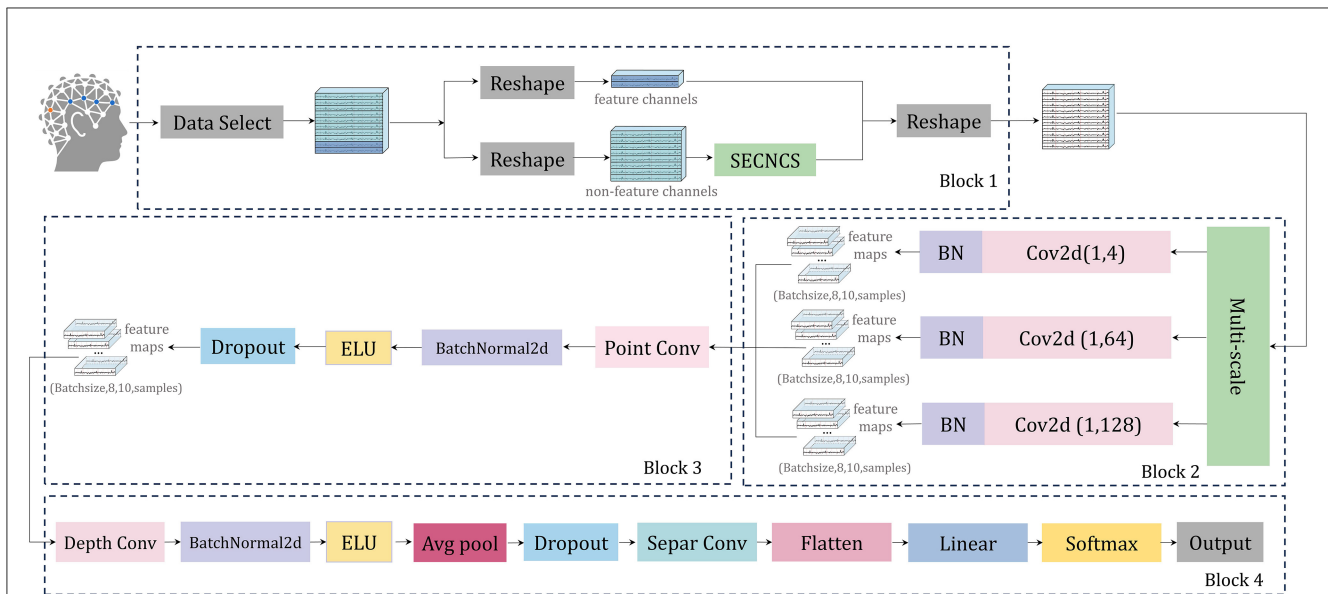 Data Select
Reshape
feature channels
Reshape
non-feature channels
SECNCS
Reshape
Block 1
Multi-scale
Cov2d(1,4)
BN
feature
maps
...
(Batchsize,8,10,samples)
Cov2d (1,64)
BN
feature
maps
...
(Batchsize,8,10,samples)
Cov2d (1,128)
BN
feature
maps
...
(Batchsize,8,10,samples)
Block 2
Point Conv
BatchNormal2d
ELU
Dropout
feature
maps
...
(Batchsize,8,10,samples)
Block 3
Depth Conv
BatchNormal2d
ELU
Avg pool
Dropout
Separ Conv
Flatten
Linear
Softmax
Output
Block 4